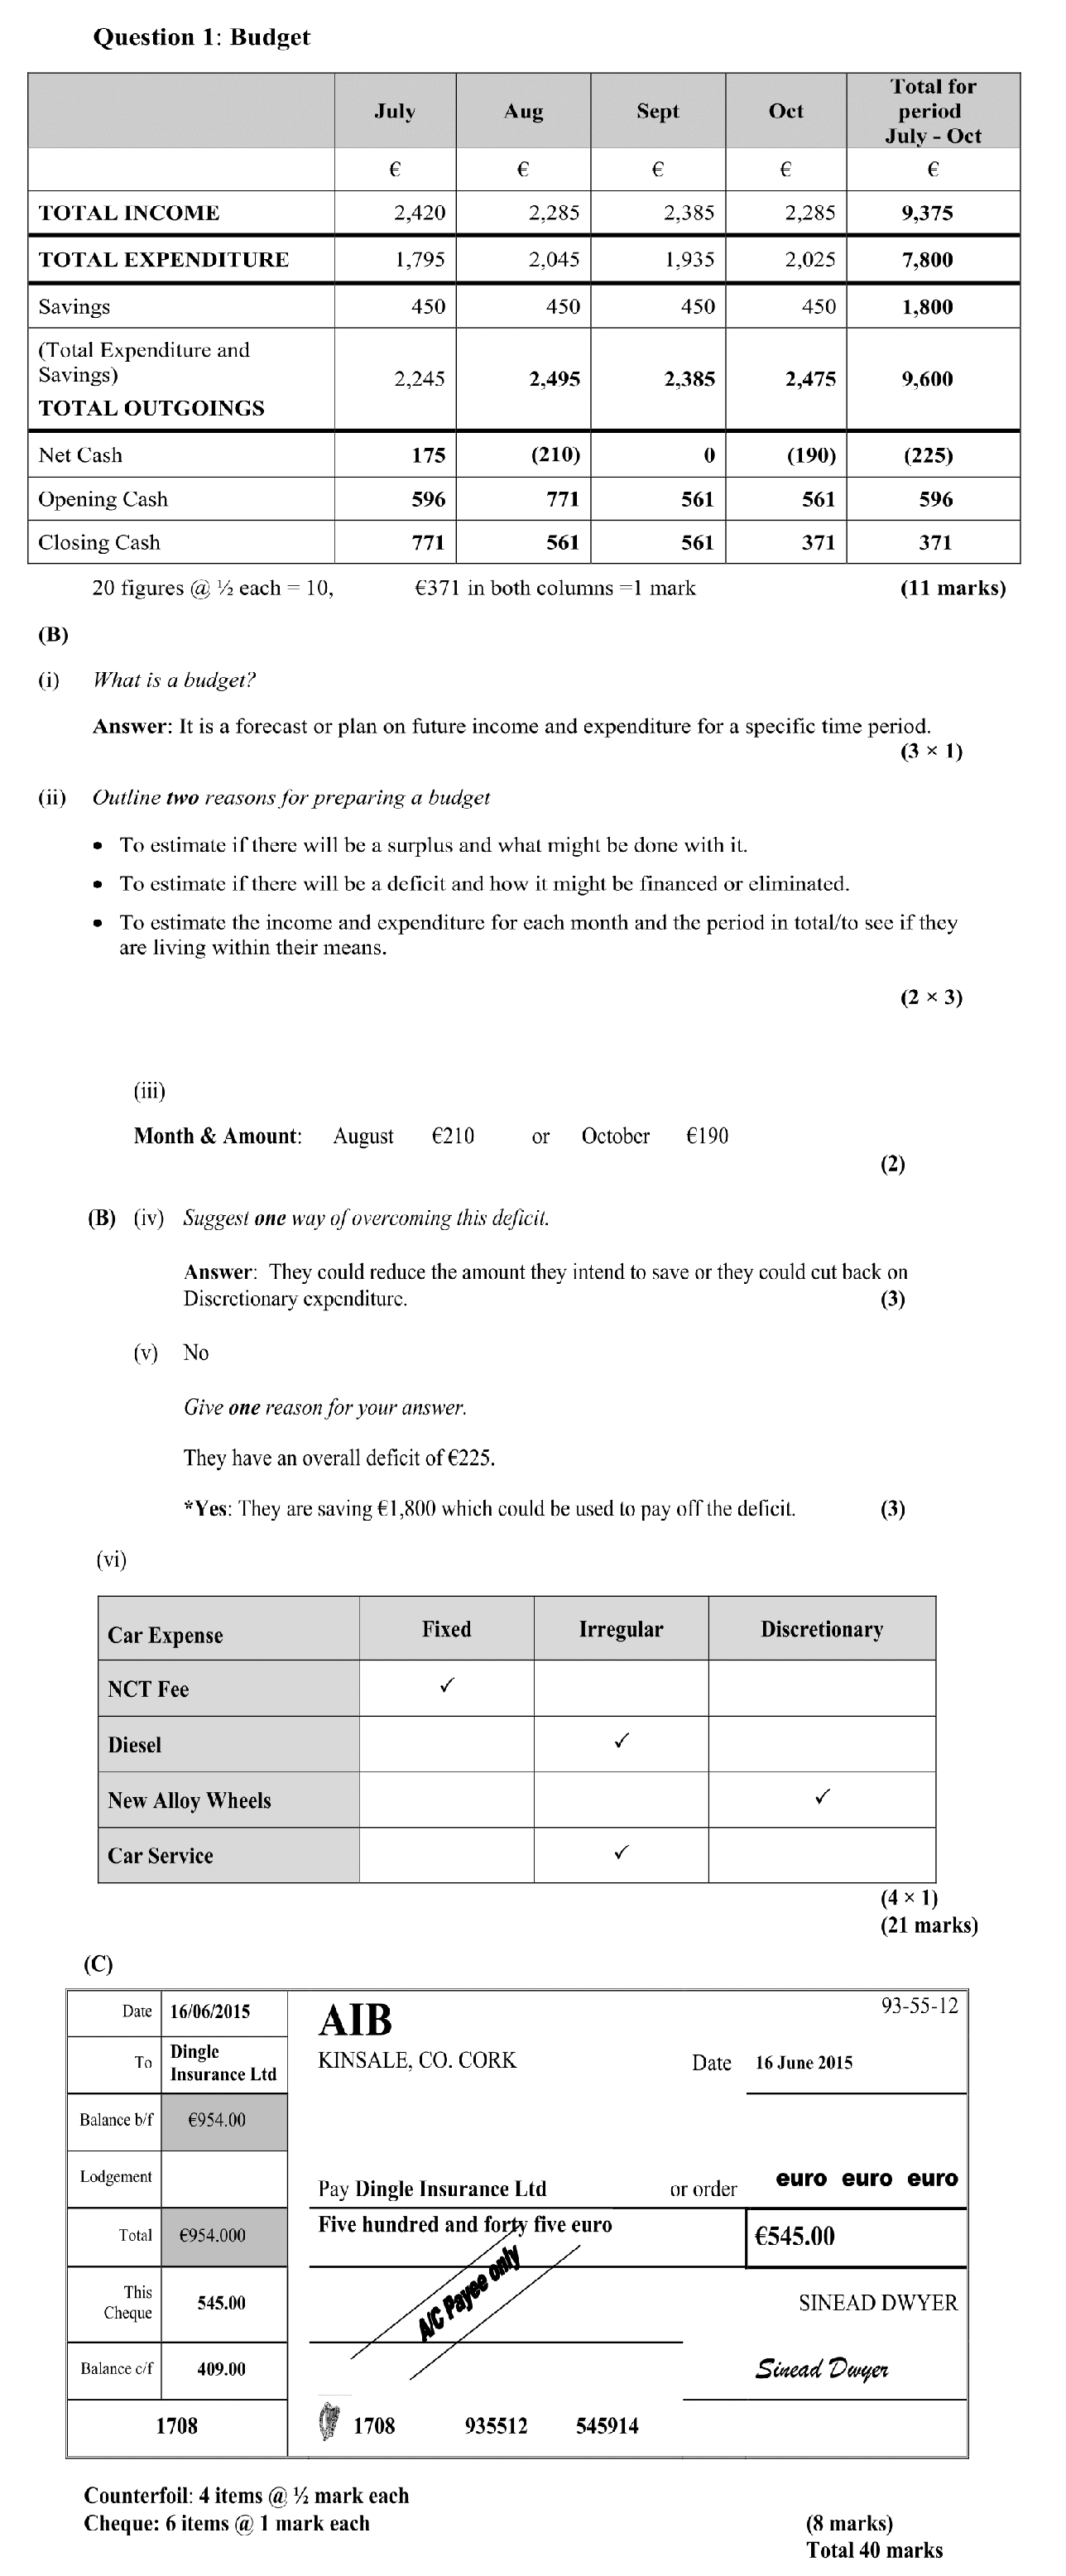 Question 1: Budget
July Aug Sept Oct Total for period July - Oct
€ € € € €
TOTAL INCOME 2,420 2,285 2,385 2,285 9,375
TOTAL EXPENDITURE 1,795 2,045 1,935 2,025 7,800
Savings 450 450 450 450 1,800
(Total Expenditure and
Savings)
TOTAL OUTGOINGS 2,245 2,495 2,385 2,475 9,600
Net Cash 175 (210) 0 (190) (225)
Opening Cash 596 771 561 561 596
Closing Cash 771 561 561 371 371
20 figures @ ½ each = 10, €371 in both columns =1 mark (11 marks)
(B)
(i) What is a budget?
Answer: It is a forecast or plan on future income and expenditure for a specific time period.
(3 × 1)
(ii) Outline two reasons for preparing a budget
• To estimate if there will be a surplus and what might be done with it.
• To estimate if there will be a deficit and how it might be financed or eliminated.
• To estimate the income and expenditure for each month and the period in total/to see if they
are living within their means.
(2 × 3)
(iii)
Month & Amount: August €210 or October €190
(2)
(B) (iv) Suggest one way of overcoming this deficit.
Answer: They could reduce the amount they intend to save or they could cut back on
Discretionary expenditure. (3)
(v) No
Give one reason for your answer.
They have an overall deficit of €225.
*Yes: They are saving €1,800 which could be used to pay off the deficit. (3)
(vi)
Car Expense Fixed Irregular Discretionary
NCT Fee ✓
Diesel ✓
New Alloy Wheels ✓
Car Service ✓
(4 × 1)
(21 marks)
(C)
Date 16/06/2015
To Dingle
Insurance Ltd
Balance b/f €954.00
Lodgement
Total €954.000
This
Cheque 545.00
Balance c/f 409.00
1708
AIB 93-55-12
KINSALE, CO. CORK Date 16 June 2015
Pay Dingle Insurance Ltd or order euro euro euro
Five hundred and forty five euro €545.00
A/C Payee only
SINEAD DWYER
Sinead Dwyer
1708 935512 545914
Counterfoil: 4 items @ ½ mark each
Cheque: 6 items @ 1 mark each (8 marks)
Total 40 marks